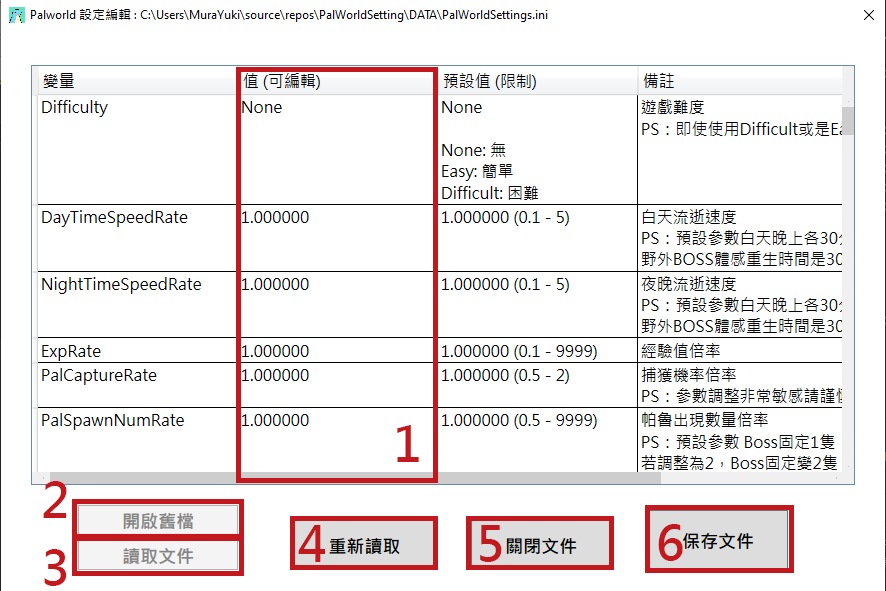 Palworld 設定編輯 : C:\Users\MuraYuki\source\repos\PalWorldSetting\DATA\PalWorldSettings.ini
變量 值 (可編輯) 預設值 (限制) 備註
Difficulty None None 遊戲難度
PS：即使使用Difficult或是Ea
None: 無
Easy: 簡單
Difficult: 困難
DayTimeSpeedRate 1.000000 1.000000 (0.1 - 5) 白天流逝速度
PS：預設參數白天晚上各30分
野外BOSS體感重生時間是30
NightTimeSpeedRate 1.000000 1.000000 (0.1 - 5) 夜晚流逝速度
PS：預設參數白天晚上各30分
野外BOSS體感重生時間是30
ExpRate 1.000000 1.000000 (0.1 - 9999) 經驗值倍率
PalCaptureRate 1.000000 1.000000 (0.5 - 2) 捕獲機率倍率
PS：參數調整非常敏感請謹慎
PalSpawnNumRate 1.000000 1.000000 (0.5 - 9999) 帕魯出現數量倍率
PS：預設參數 Boss固定1隻
若調整為2，Boss固定變2隻
1
2 開啟舊檔
3 讀取文件
4 重新讀取
5 關閉文件
6 保存文件